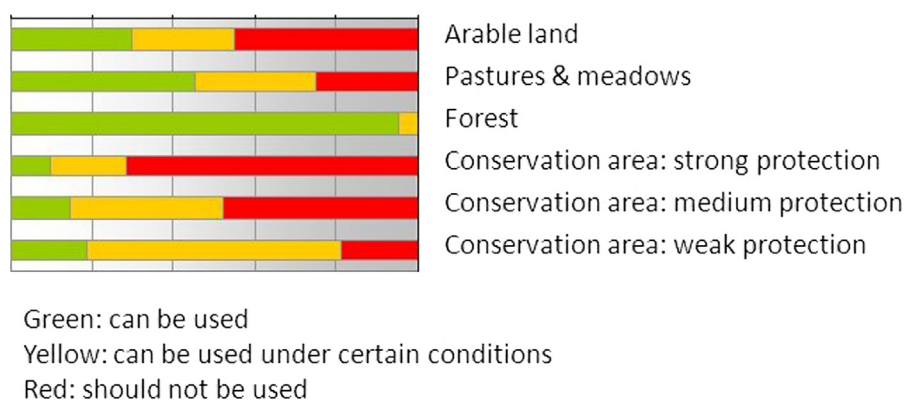 Arable land
Pastures & meadows
Forest
Conservation area: strong protection
Conservation area: medium protection
Conservation area: weak protection
Green: can be used
Yellow: can be used under certain conditions
Red: should not be used